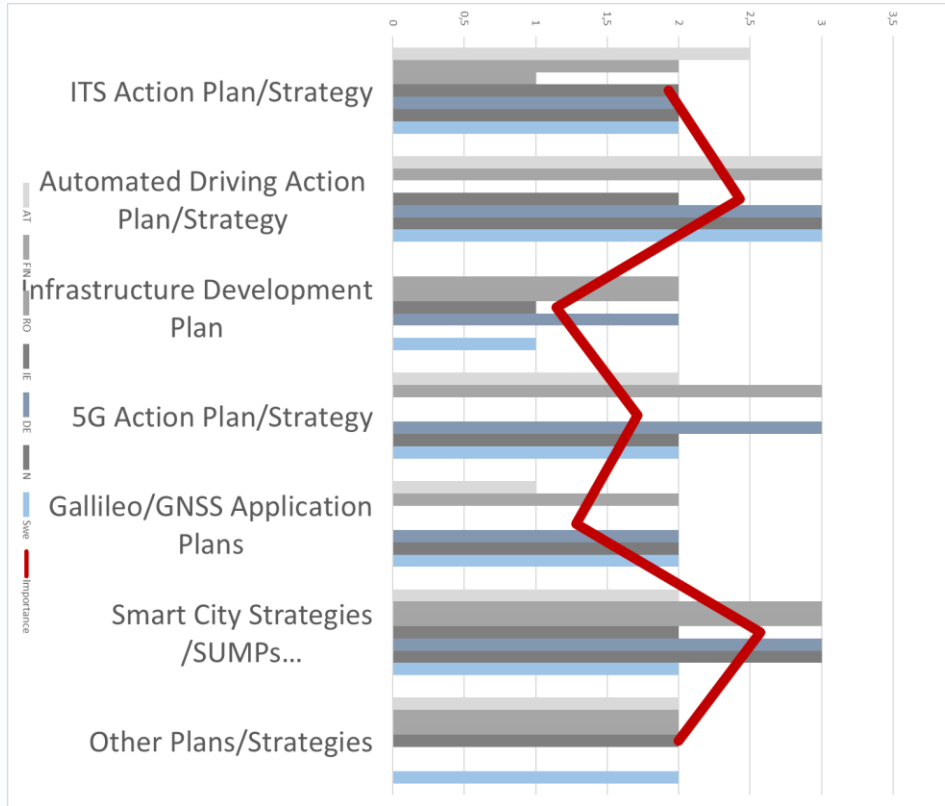 0
0,5
1
1,5
2
2,5
3
3,5
ITS Action Plan/Strategy
Automated Driving Action
Plan/Strategy
Infrastructure Development
Plan
5G Action Plan/Strategy
Gallileo/GNSS Application
Plans
Smart City Strategies
/SUMPs...
Other Plans/Strategies
AT
FIN
RO
IE
DE
N
Swe
Importance